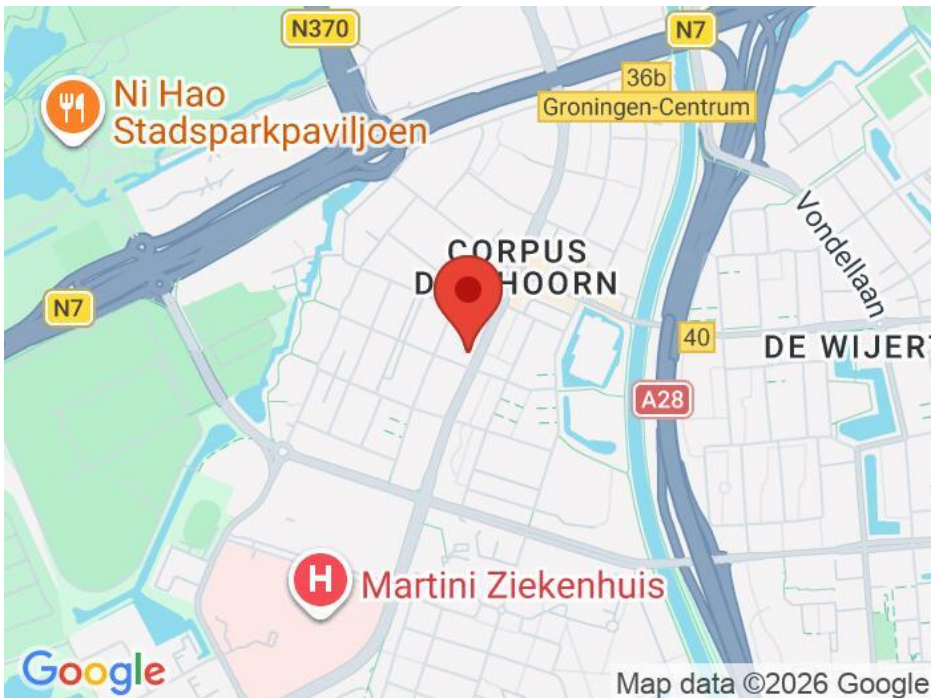 N370
N7
36b
Groningen-Centrum
Ni Hao
Stadsparkpaviljoen
Vondellaan
CORPUS
D HOORN
N7
40
DE WIJERT
A28
H
Martini Ziekenhuis
Google
Map data ©2026 Google